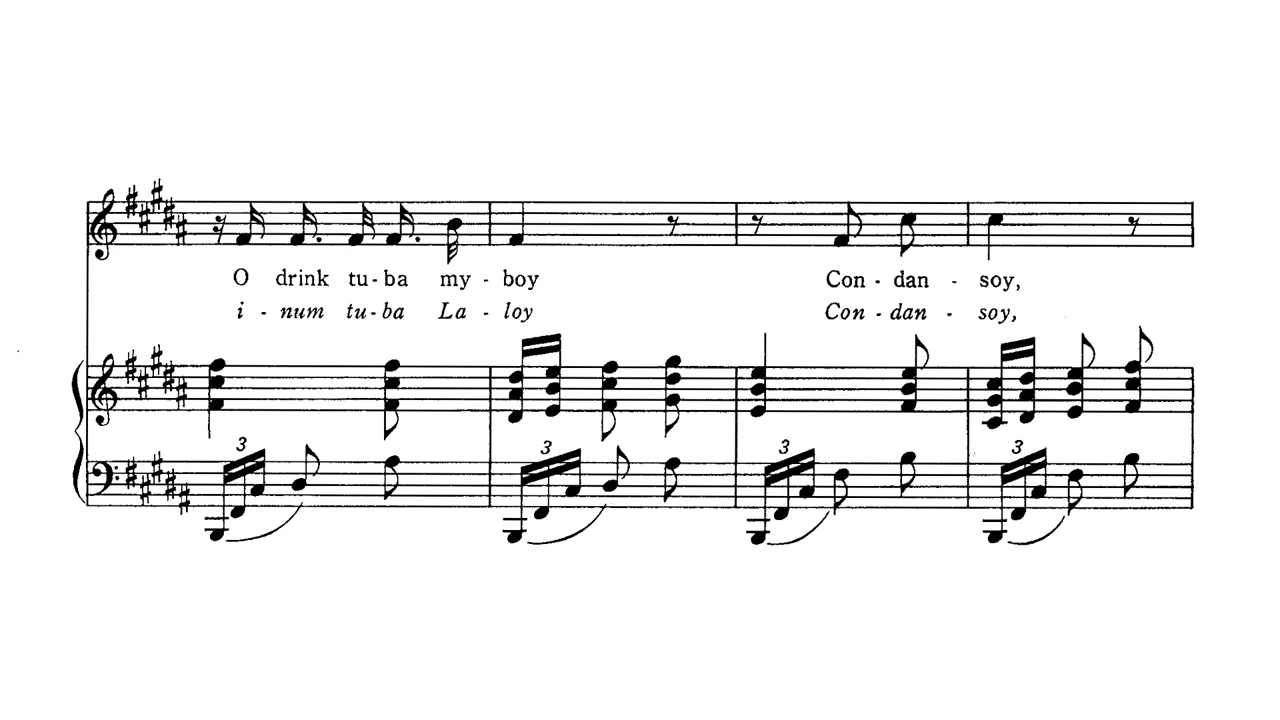 O drink tu - ba my - boy Con - dan - soy,
i - num tu - ba La - loy Con - dan - soy,
3 3 3 3